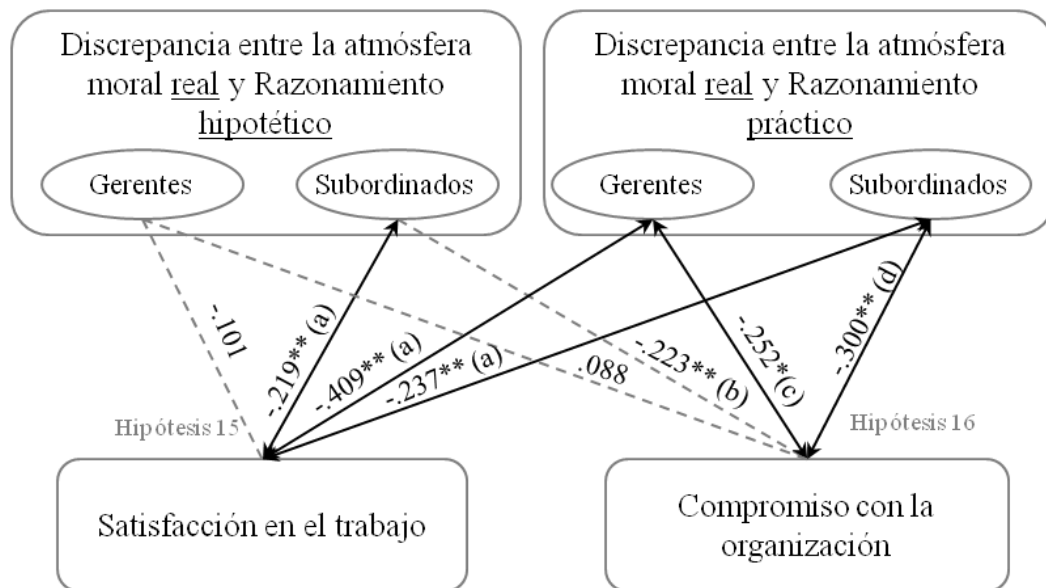 Discrepancia entre la atmósfera
moral real y Razonamiento
hipotético
Gerentes
Subordinados
Discrepancia entre la atmósfera
moral real y Razonamiento
práctico
Gerentes
Subordinados
-.101
-.219** (a)
-.409** (a)
-.237** (a)
.088
-.223** (b)
-.252*(c)
-.300** (d)
Hipótesis 15
Hipótesis 16
Satisfacción en el trabajo
Compromiso con la
organización